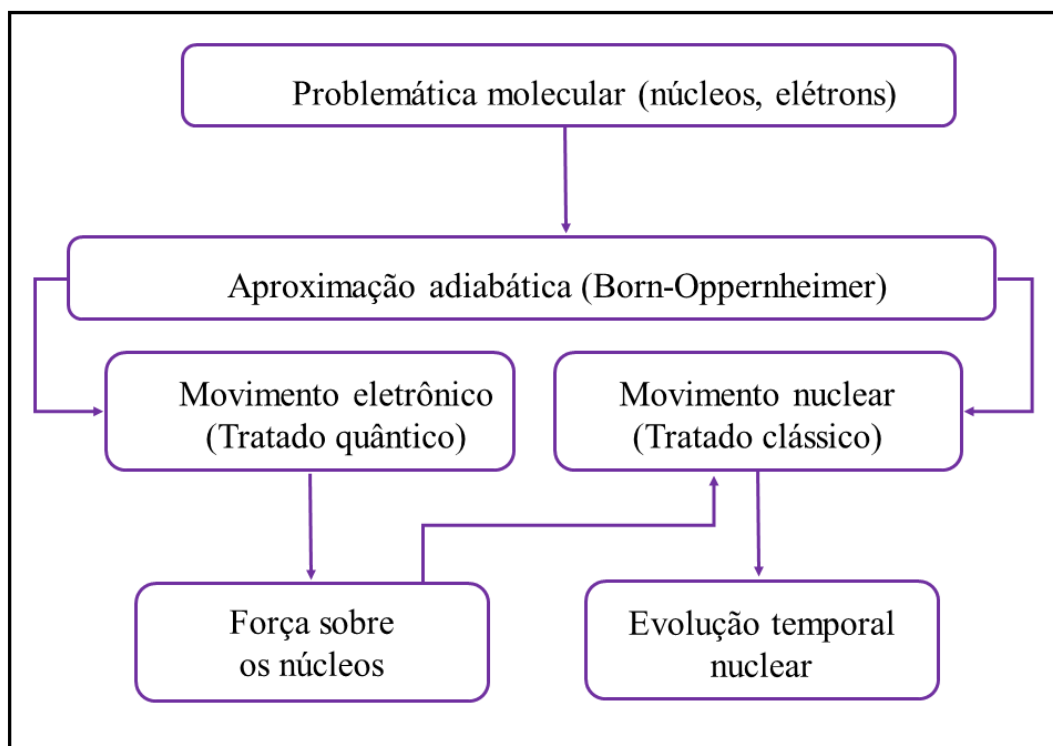 Problemática molecular (núcleos, elétrons)
Aproximação adiabática (Born-Oppernheimer)
Movimento eletrônico
(Tratado quântico)
Movimento nuclear
(Tratado clássico)
Força sobre
os núcleos
Evolução temporal
nuclear